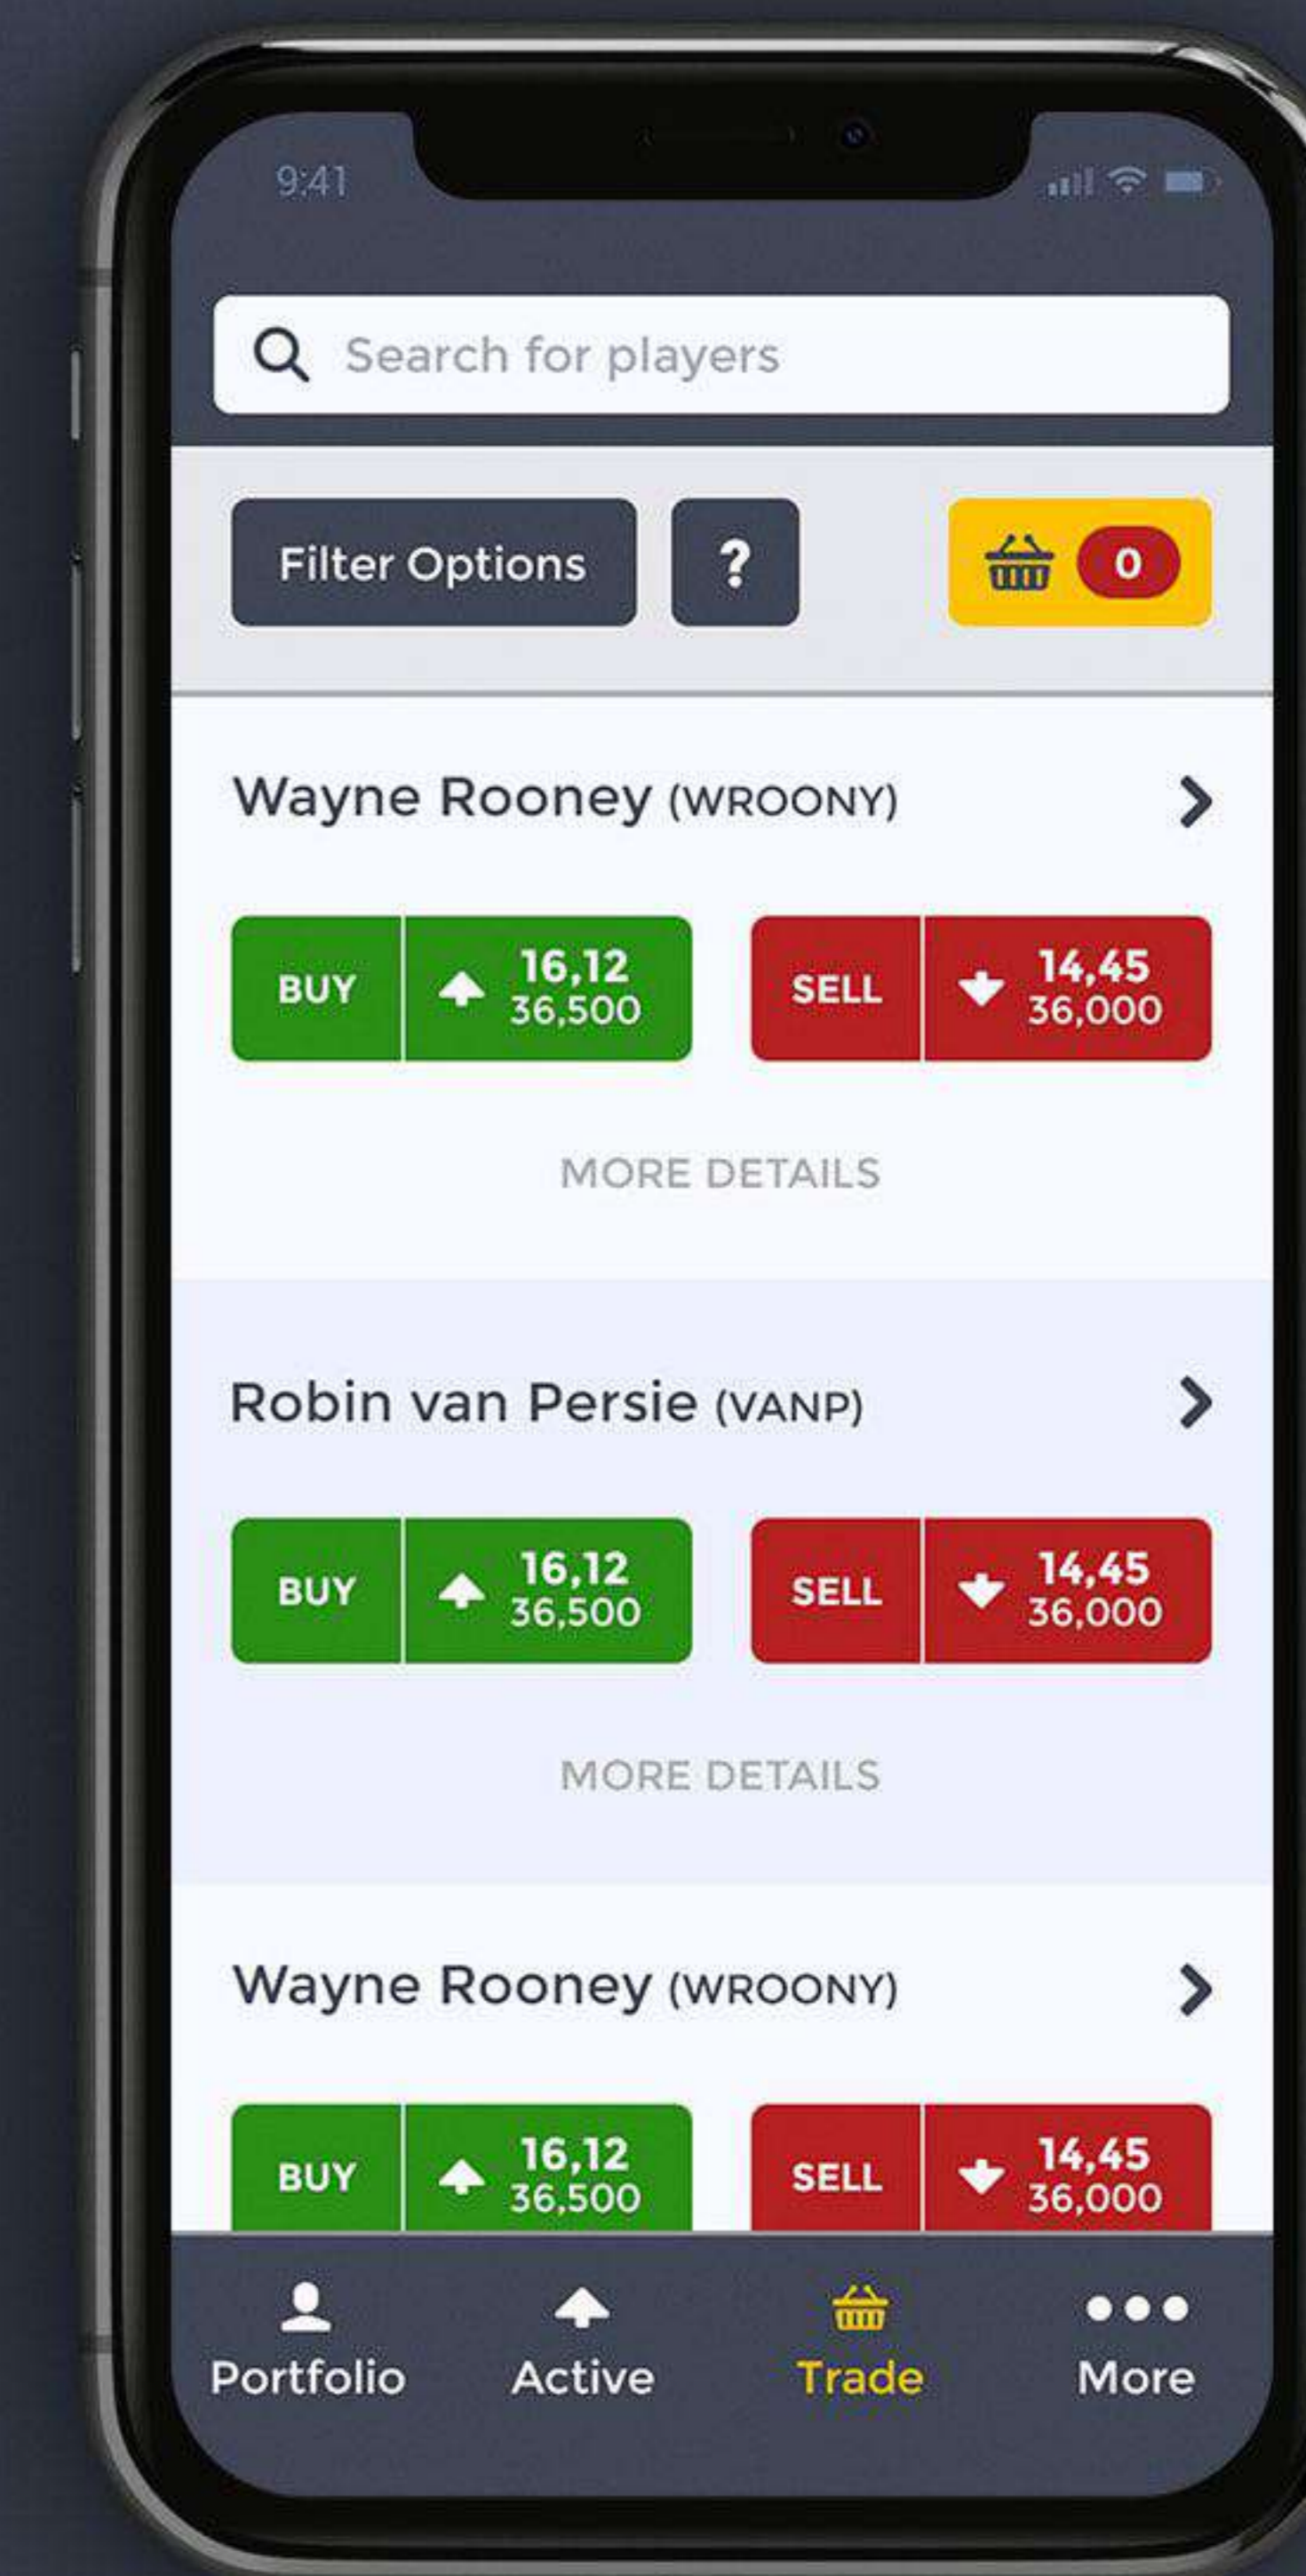 9:41
Search for players
Filter Options ? 0
Wayne Rooney (WROONY)
BUY 16,12 36,500 SELL 14,45 36,000
MORE DETAILS
Robin van Persie (VANP)
BUY 16,12 36,500 SELL 14,45 36,000
MORE DETAILS
Wayne Rooney (WROONY)
BUY 16,12 36,500 SELL 14,45 36,000
Portfolio Active Trade More